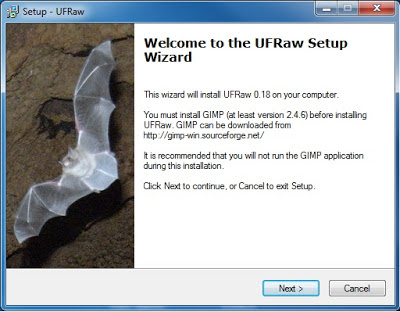 Setup - UFRaw
Welcome to the UFRaw Setup
Wizard
This wizard will install UFRaw 0.18 on your computer.
You must install GIMP (at least version 2.4.6) before installing
UFRaw. GIMP can be downloaded from
http://gimp-win.sourceforge.net/
It is recommended that you will not run the GIMP application
during this installation.
Click Next to continue, or Cancel to exit Setup.
Next >
Cancel